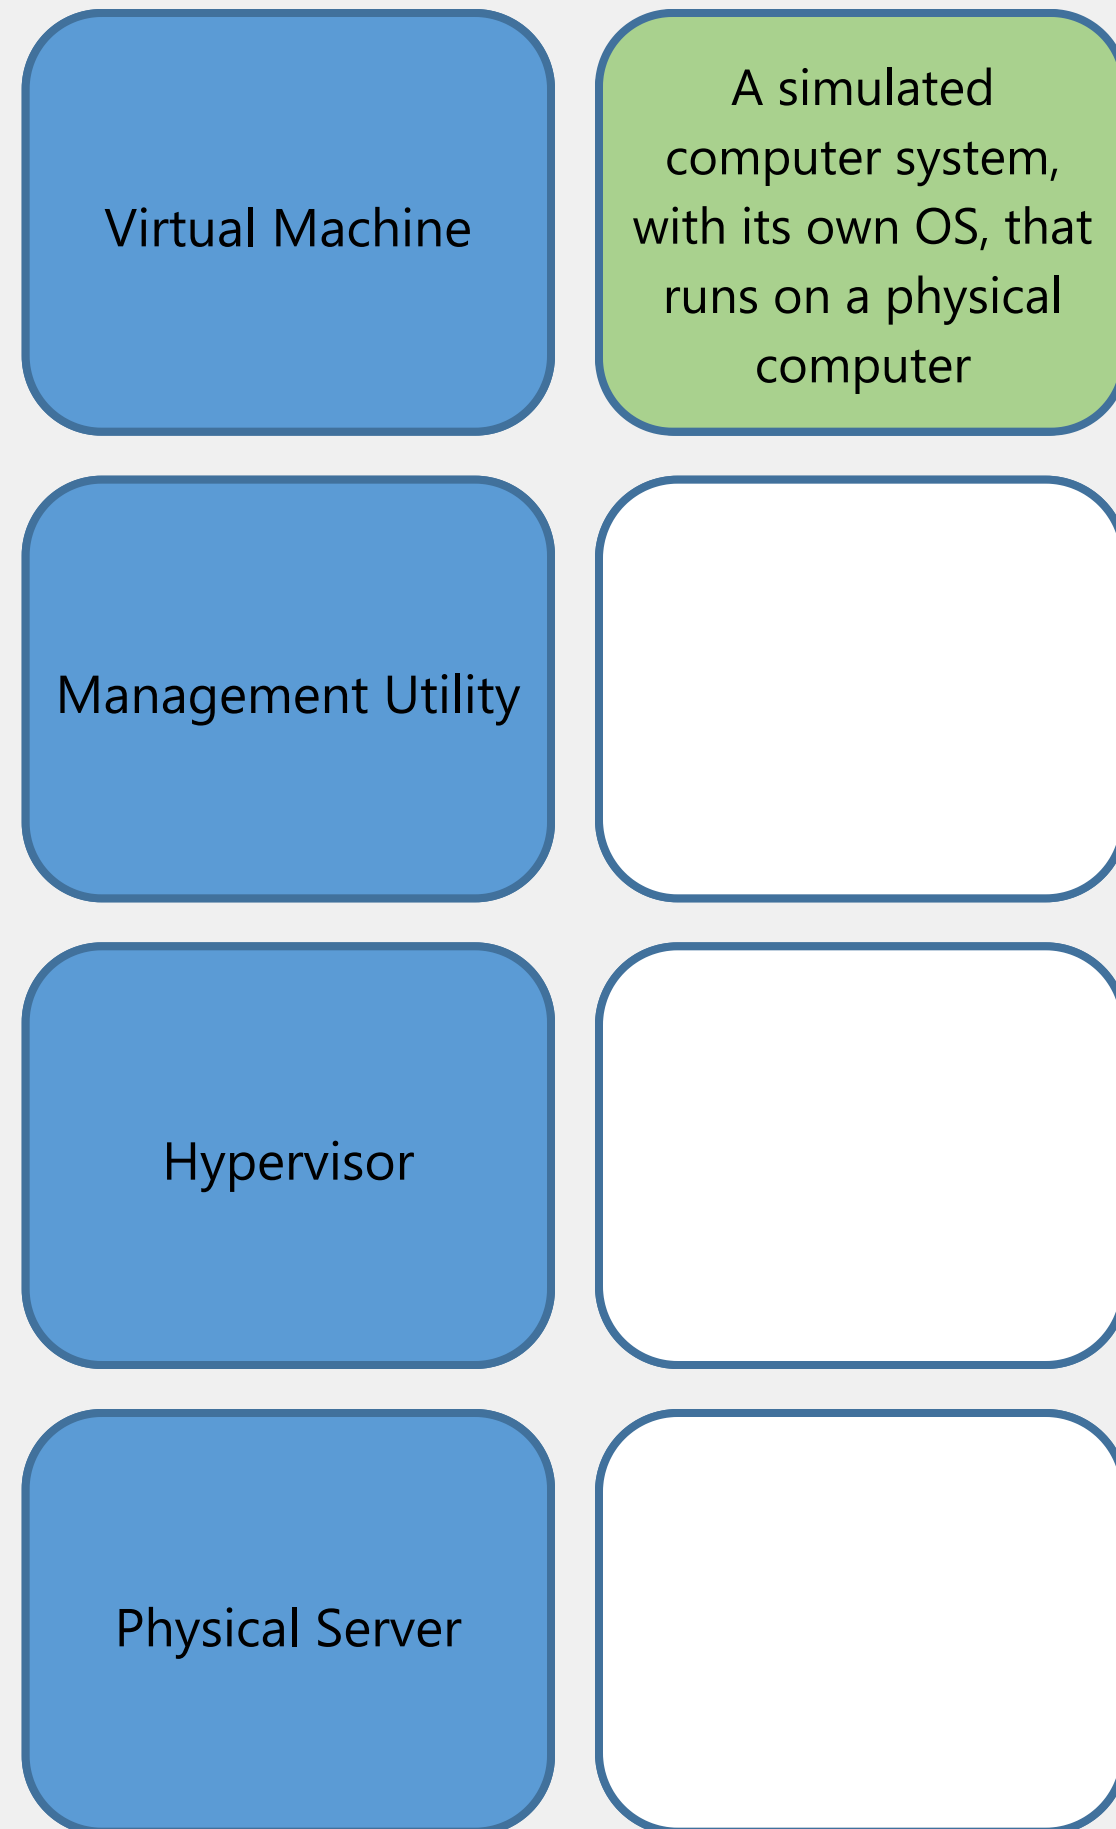 Virtual Machine
A simulated
computer system,
with its own OS, that
runs on a physical
computer
Management Utility
Hypervisor
Physical Server